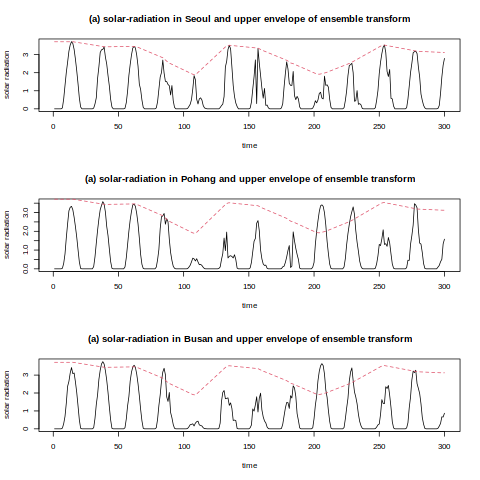 (a) solar-radiation in Seoul and upper envelope of ensemble transform
solar radiation
0 1 2 3
0 50 100 150 200 250 300
time
(a) solar-radiation in Pohang and upper envelope of ensemble transform
solar radiation
0.0 1.0 2.0 3.0
0 50 100 150 200 250 300
time
(a) solar-radiation in Busan and upper envelope of ensemble transform
solar radiation
0 1 2 3
0 50 100 150 200 250 300
time